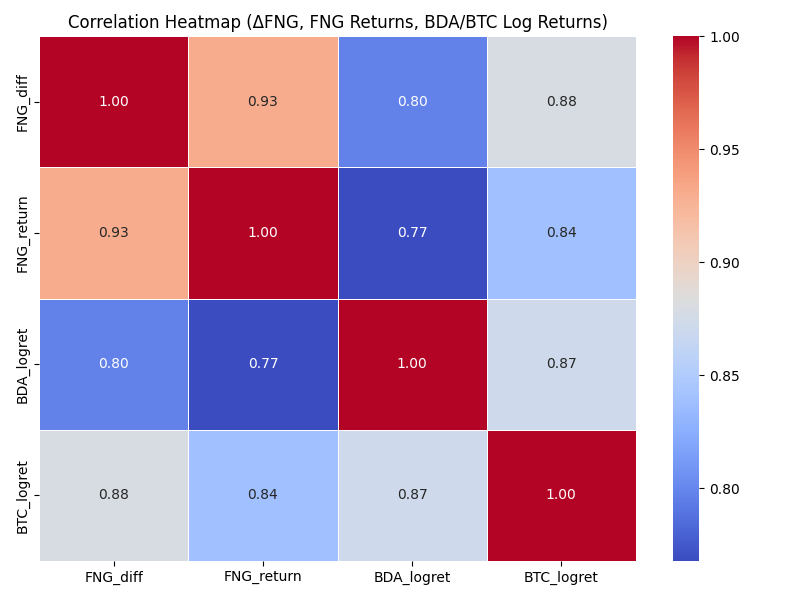 Correlation Heatmap (ΔFNG, FNG Returns, BDA/BTC Log Returns)
FNG_diff
1.00
0.93
0.80
0.88
FNG_return
0.93
1.00
0.77
0.84
BDA_logret
0.80
0.77
1.00
0.87
BTC_logret
0.88
0.84
0.87
1.00
FNG_diff
FNG_return
BDA_logret
BTC_logret
1.00
0.95
0.90
0.85
0.80